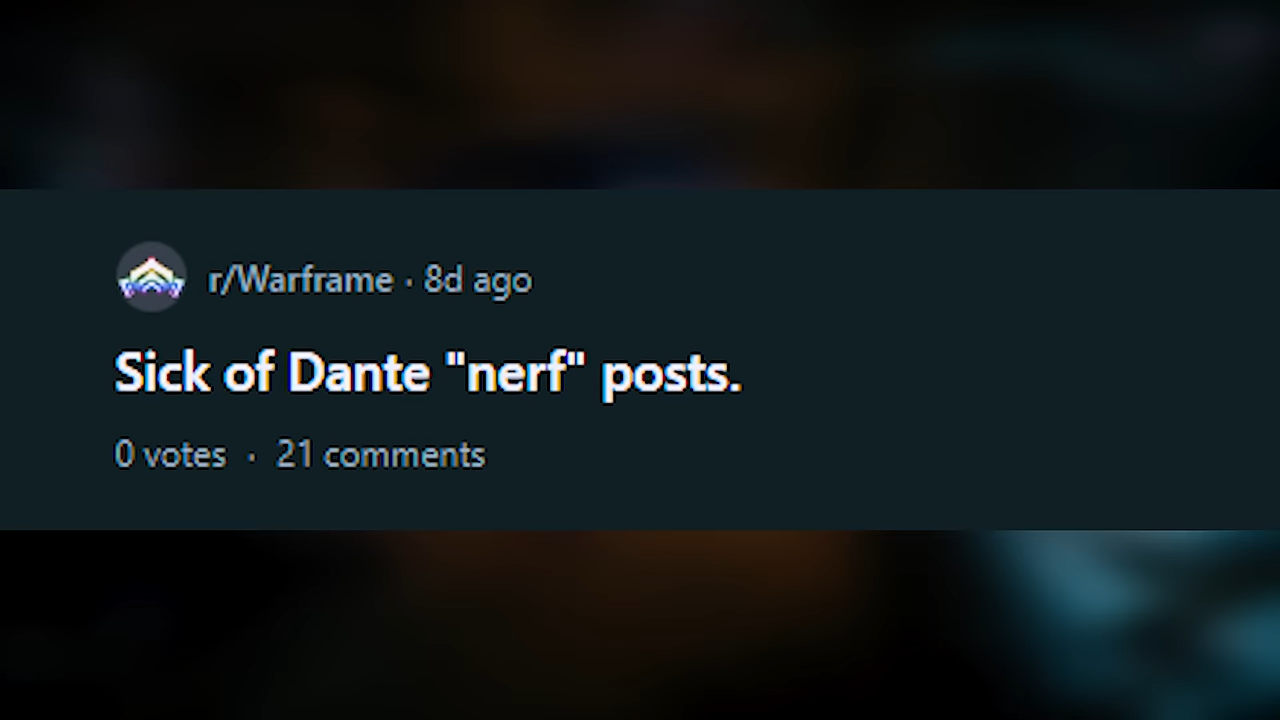 r/Warframe · 8d ago
Sick of Dante "nerf" posts.
0 votes · 21 comments